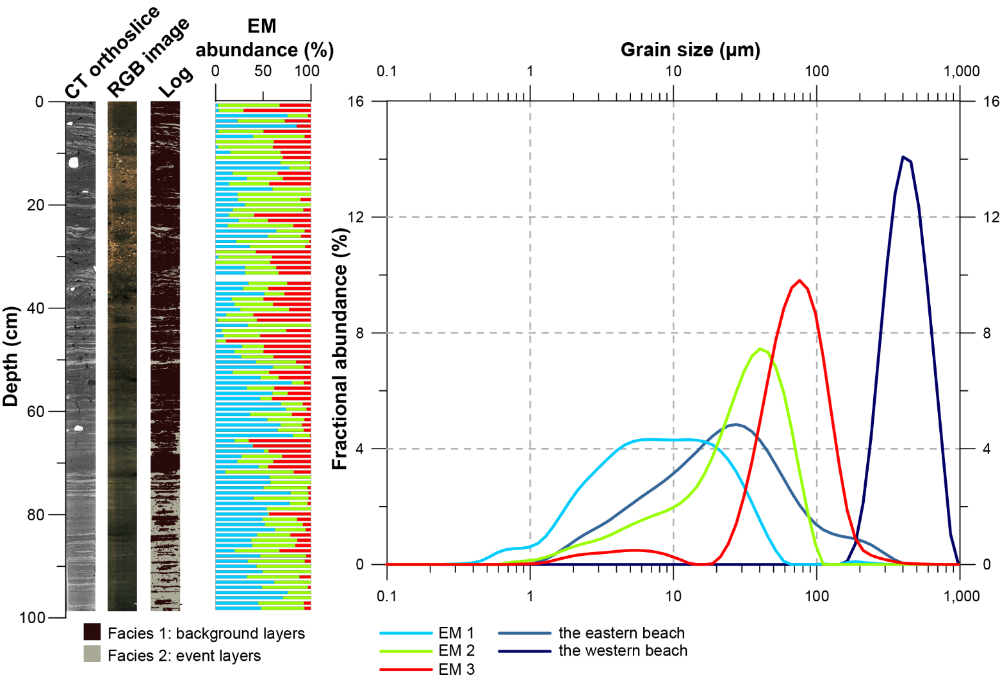 CT orthoslice
RGB image
Log
EM
abundance (%)
0 50 100
Grain size (µm)
0.1 1 10 100 1,000
Depth (cm)
0
20
40
60
80
100
Fractional abundance (%)
16 16
12 12
8 8
4 4
0 0
0.1 1 10 100 1,000
Facies 1: background layers
Facies 2: event layers
EM 1 the eastern beach
EM 2 the western beach
EM 3